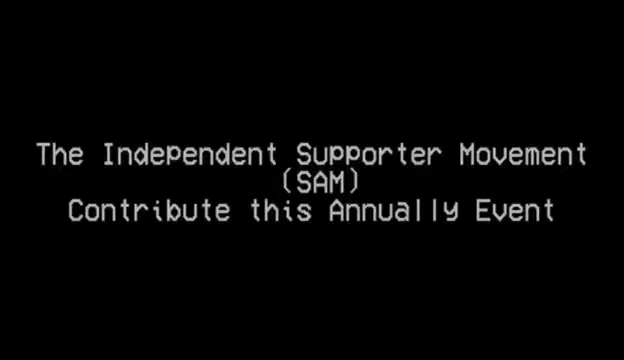 The Independent Supporter Movement
(SAM)
Contribute this Annually Event